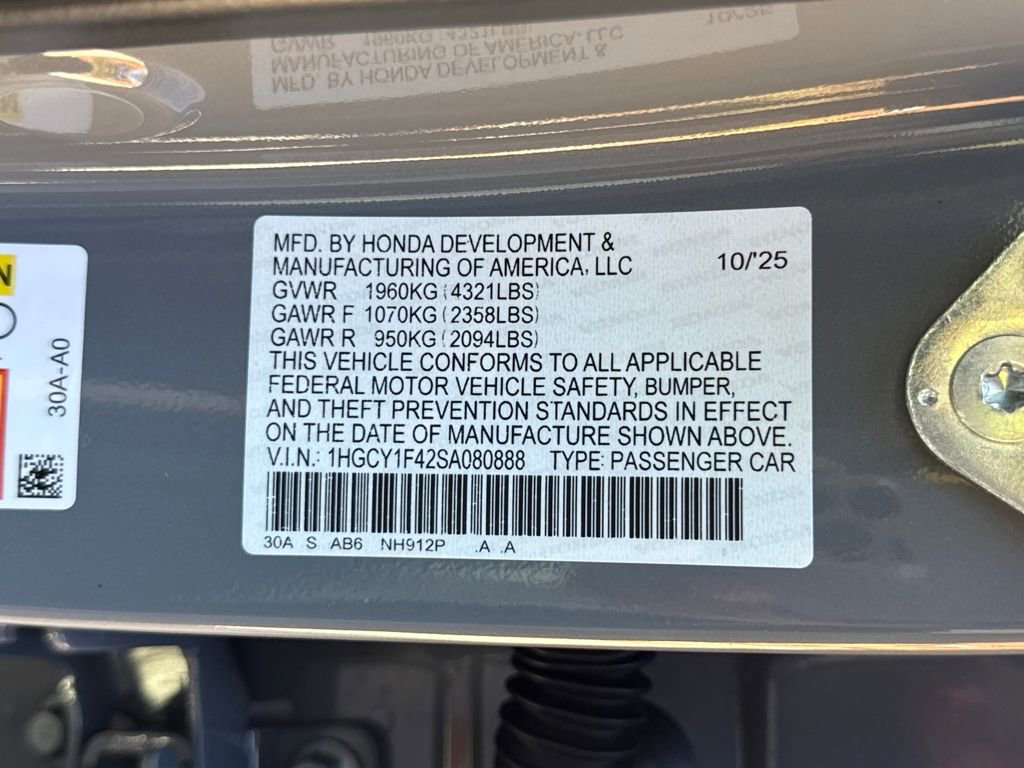 MFD. BY HONDA DEVELOPMENT &
MANUFACTURING OF AMERICA, LLC 10/'25
GVWR 1960KG (4321LBS)
GAWR F 1070KG (2358LBS)
GAWR R 950KG (2094LBS)
THIS VEHICLE CONFORMS TO ALL APPLICABLE
FEDERAL MOTOR VEHICLE SAFETY, BUMPER,
AND THEFT PREVENTION STANDARDS IN EFFECT
ON THE DATE OF MANUFACTURE SHOWN ABOVE.
V.I.N.: 1HGCY1F42SA080888 TYPE: PASSENGER CAR
30A S AB6 NH912P .A .A
30A-A0